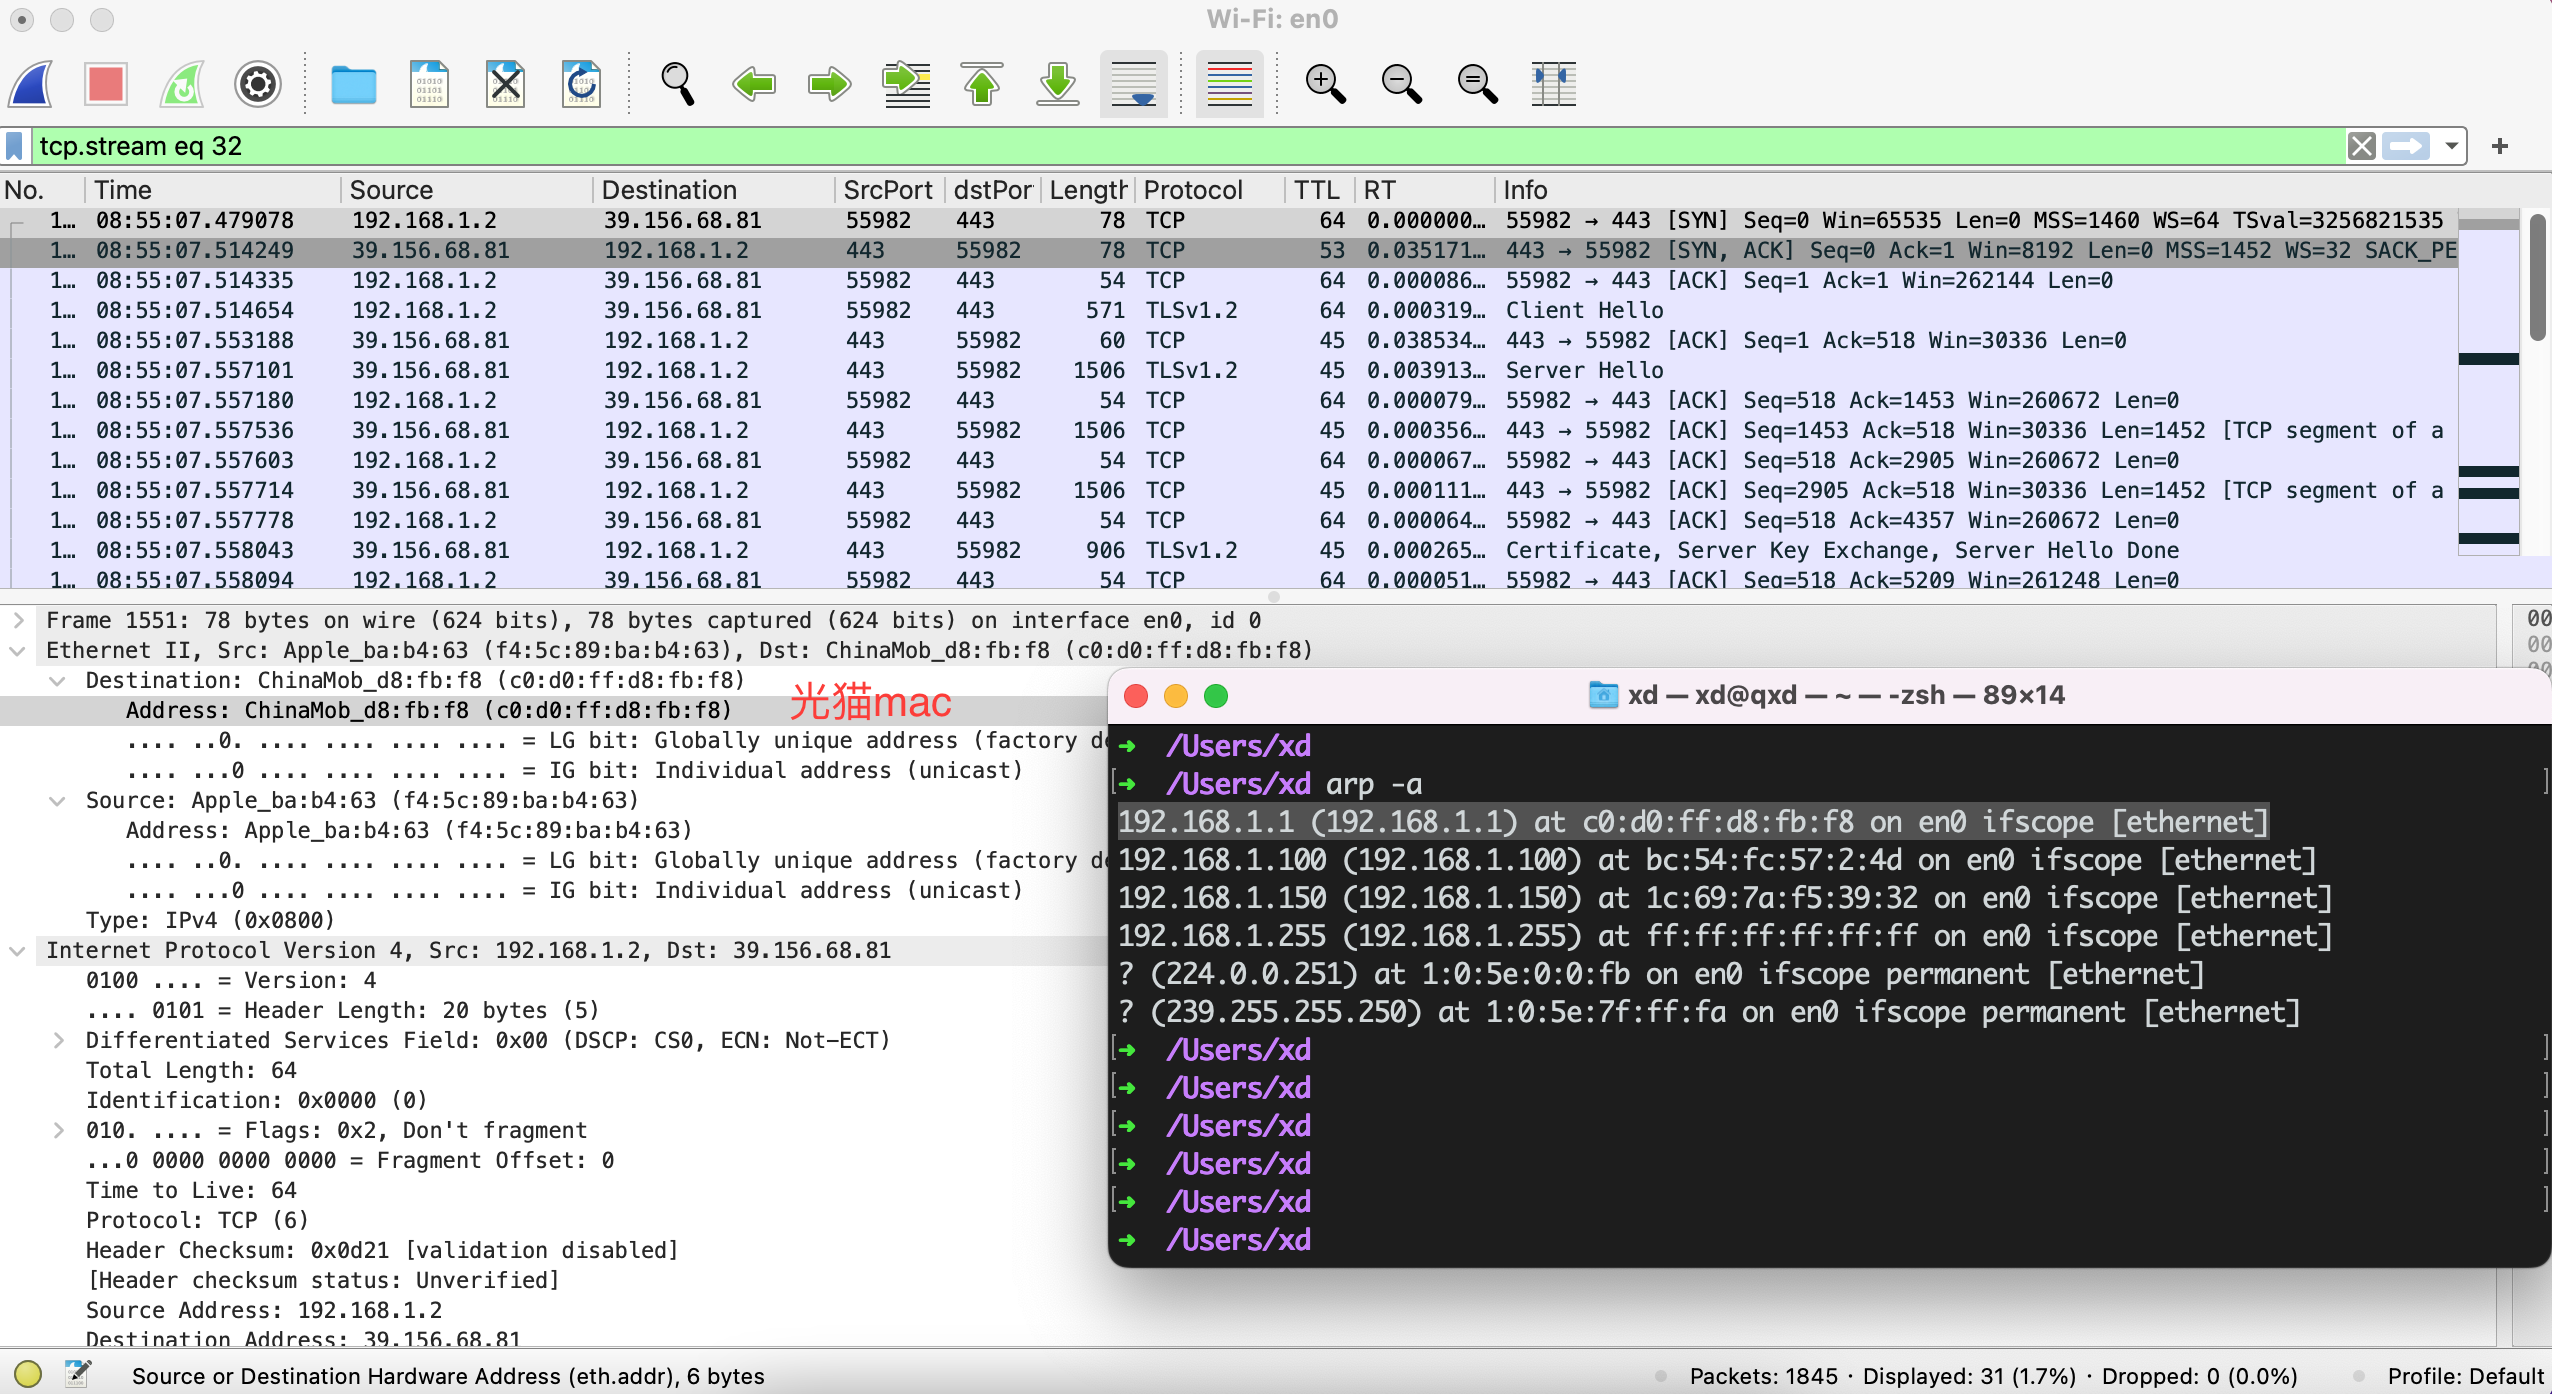 Wi-Fi: en0
tcp.stream eq 32
No. Time Source Destination SrcPort dstPor Length Protocol TTL RT Info
1… 08:55:07.479078 192.168.1.2 39.156.68.81 55982 443 78 TCP 64 0.000000… 55982 → 443 [SYN] Seq=0 Win=65535 Len=0 MSS=1460 WS=64 TSval=3256821535
1… 08:55:07.514249 39.156.68.81 192.168.1.2 443 55982 78 TCP 53 0.035171… 443 → 55982 [SYN, ACK] Seq=0 Ack=1 Win=8192 Len=0 MSS=1452 WS=32 SACK_PE
1… 08:55:07.514335 192.168.1.2 39.156.68.81 55982 443 54 TCP 64 0.000086… 55982 → 443 [ACK] Seq=1 Ack=1 Win=262144 Len=0
1… 08:55:07.514654 192.168.1.2 39.156.68.81 55982 443 571 TLSv1.2 64 0.000319… Client Hello
1… 08:55:07.553188 39.156.68.81 192.168.1.2 443 55982 60 TCP 45 0.038534… 443 → 55982 [ACK] Seq=1 Ack=518 Win=30336 Len=0
1… 08:55:07.557101 39.156.68.81 192.168.1.2 443 55982 1506 TLSv1.2 45 0.003913… Server Hello
1… 08:55:07.557180 192.168.1.2 39.156.68.81 55982 443 54 TCP 64 0.000079… 55982 → 443 [ACK] Seq=518 Ack=1453 Win=260672 Len=0
1… 08:55:07.557536 39.156.68.81 192.168.1.2 443 55982 1506 TCP 45 0.000356… 443 → 55982 [ACK] Seq=1453 Ack=518 Win=30336 Len=1452 [TCP segment of a
1… 08:55:07.557603 192.168.1.2 39.156.68.81 55982 443 54 TCP 64 0.000067… 55982 → 443 [ACK] Seq=518 Ack=2905 Win=260672 Len=0
1… 08:55:07.557714 39.156.68.81 192.168.1.2 443 55982 1506 TCP 45 0.000111… 443 → 55982 [ACK] Seq=2905 Ack=518 Win=30336 Len=1452 [TCP segment of a
1… 08:55:07.557778 192.168.1.2 39.156.68.81 55982 443 54 TCP 64 0.000064… 55982 → 443 [ACK] Seq=518 Ack=4357 Win=260672 Len=0
1… 08:55:07.558043 39.156.68.81 192.168.1.2 443 55982 906 TLSv1.2 45 0.000265… Certificate, Server Key Exchange, Server Hello Done
1… 08:55:07.558094 192.168.1.2 39.156.68.81 55982 443 54 TCP 64 0.000051… 55982 → 443 [ACK] Seq=518 Ack=5209 Win=261248 Len=0
Frame 1551: 78 bytes on wire (624 bits), 78 bytes captured (624 bits) on interface en0, id 0
Ethernet II, Src: Apple_ba:b4:63 (f4:5c:89:ba:b4:63), Dst: ChinaMob_d8:fb:f8 (c0:d0:ff:d8:fb:f8)
Destination: ChinaMob_d8:fb:f8 (c0:d0:ff:d8:fb:f8)
Address: ChinaMob_d8:fb:f8 (c0:d0:ff:d8:fb:f8)
光猫mac
.... ..0. .... .... .... .... = LG bit: Globally unique address (factory de
.... ...0 .... .... .... .... = IG bit: Individual address (unicast)
Source: Apple_ba:b4:63 (f4:5c:89:ba:b4:63)
Address: Apple_ba:b4:63 (f4:5c:89:ba:b4:63)
.... ..0. .... .... .... .... = LG bit: Globally unique address (factory de
.... ...0 .... .... .... .... = IG bit: Individual address (unicast)
Type: IPv4 (0x0800)
Internet Protocol Version 4, Src: 192.168.1.2, Dst: 39.156.68.81
0100 .... = Version: 4
.... 0101 = Header Length: 20 bytes (5)
Differentiated Services Field: 0x00 (DSCP: CS0, ECN: Not-ECT)
Total Length: 64
Identification: 0x0000 (0)
010. .... = Flags: 0x2, Don't fragment
...0 0000 0000 0000 = Fragment Offset: 0
Time to Live: 64
Protocol: TCP (6)
Header Checksum: 0x0d21 [validation disabled]
[Header checksum status: Unverified]
Source Address: 192.168.1.2
Destination Address: 39.156.68.81
00
00
xd — xd@qxd — ~ — -zsh — 89×14
➜ /Users/xd
➜ /Users/xd arp -a
192.168.1.1 (192.168.1.1) at c0:d0:ff:d8:fb:f8 on en0 ifscope [ethernet]
192.168.1.100 (192.168.1.100) at bc:54:fc:57:2:4d on en0 ifscope [ethernet]
192.168.1.150 (192.168.1.150) at 1c:69:7a:f5:39:32 on en0 ifscope [ethernet]
192.168.1.255 (192.168.1.255) at ff:ff:ff:ff:ff:ff on en0 ifscope [ethernet]
? (224.0.0.251) at 1:0:5e:0:0:fb on en0 ifscope permanent [ethernet]
? (239.255.255.250) at 1:0:5e:7f:ff:fa on en0 ifscope permanent [ethernet]
➜ /Users/xd
➜ /Users/xd
➜ /Users/xd
➜ /Users/xd
➜ /Users/xd
➜ /Users/xd
Source or Destination Hardware Address (eth.addr), 6 bytes
Packets: 1845 · Displayed: 31 (1.7%) · Dropped: 0 (0.0%)
Profile: Default